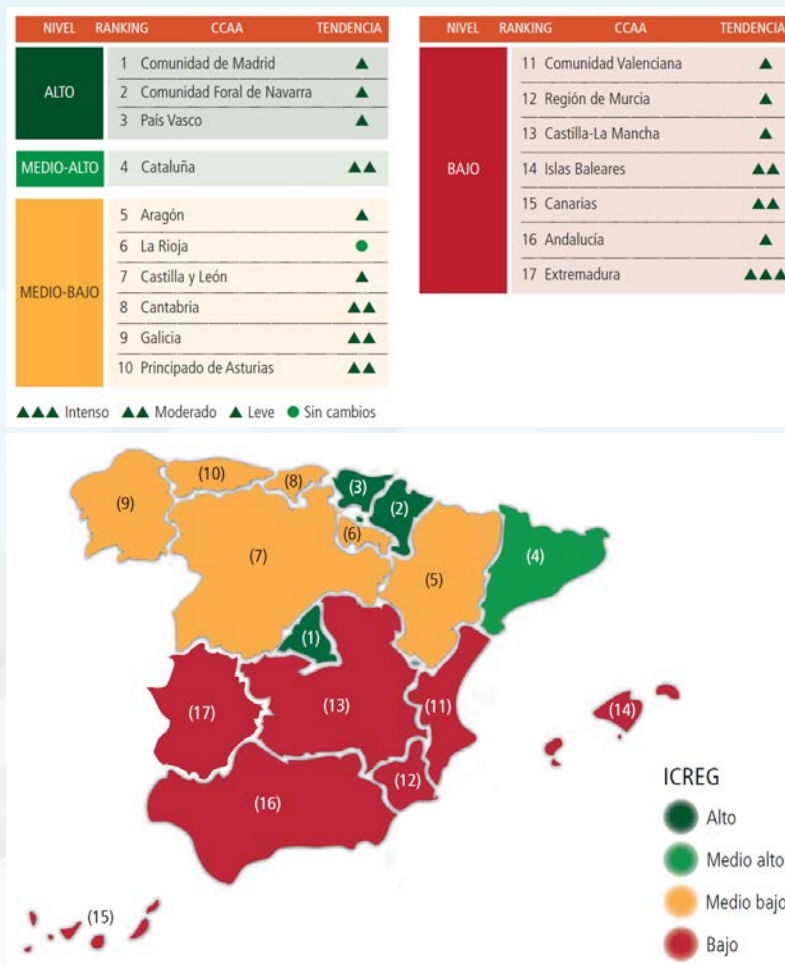 NIVEL RANKING CCAA TENDENCIA
ALTO
1 Comunidad de Madrid ▲
2 Comunidad Foral de Navarra ▲
3 País Vasco ▲
MEDIO-ALTO
4 Cataluña ▲▲
MEDIO-BAJO
5 Aragón ▲
6 La Rioja ●
7 Castilla y León ▲
8 Cantabria ▲▲
9 Galicia ▲▲
10 Principado de Asturias ▲▲
▲▲▲ Intenso ▲▲ Moderado ▲ Leve ● Sin cambios
NIVEL RANKING CCAA TENDENCIA
BAJO
11 Comunidad Valenciana ▲
12 Región de Murcia ▲
13 Castilla-La Mancha ▲
14 Islas Baleares ▲▲
15 Canarias ▲▲
16 Andalucía ▲
17 Extremadura ▲▲▲
(10)
(8)
(3)
(9)
(2)
(6)
(7)
(4)
(5)
(1)
(17)
(13)
(11)
(14)
(12)
(16)
(15)
ICREG
Alto
Medio alto
Medio bajo
Bajo